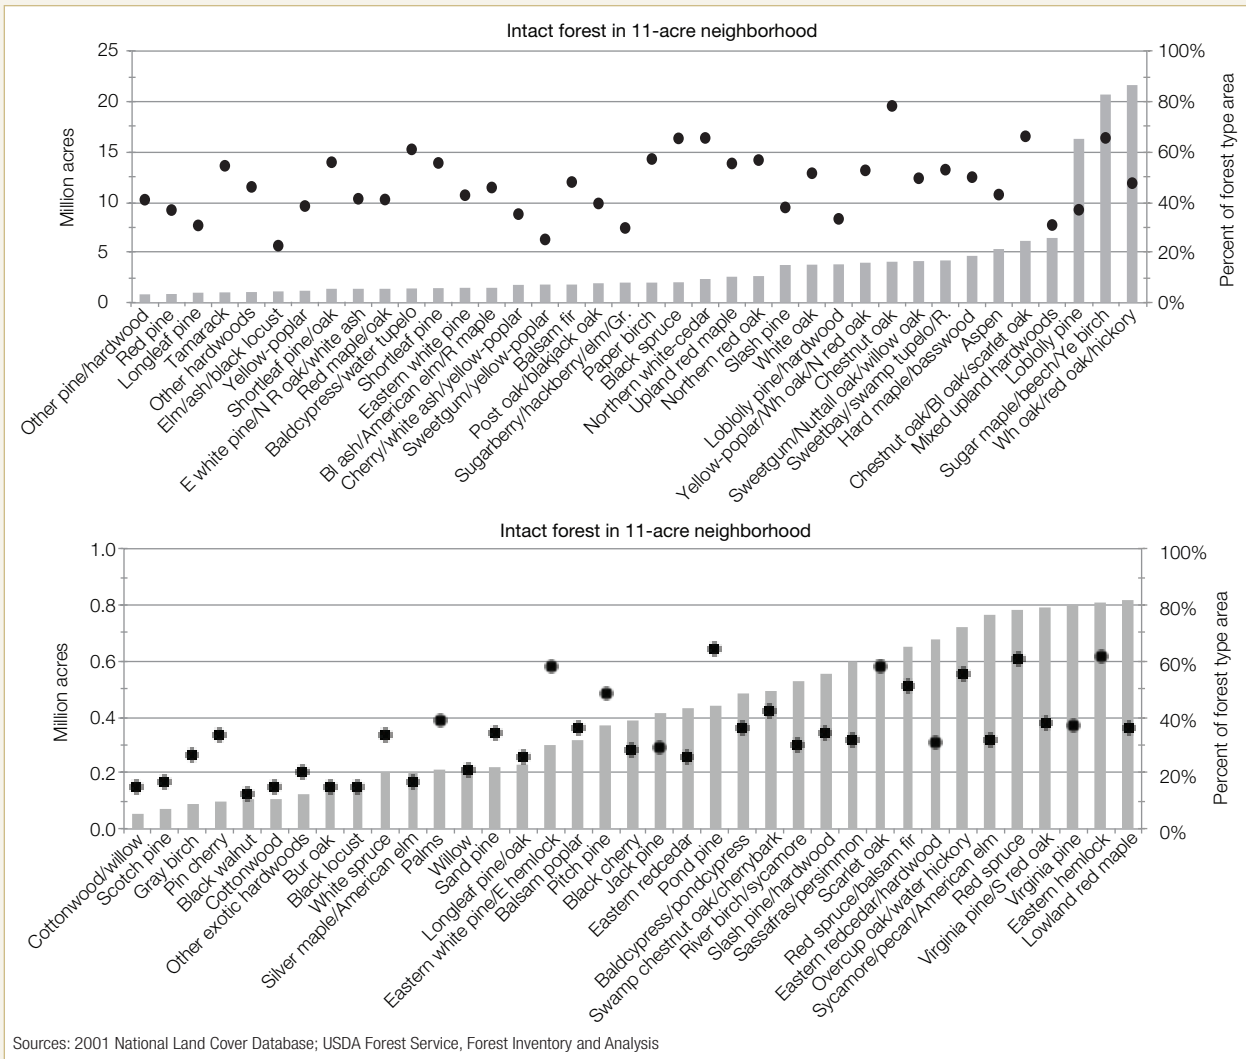 Intact forest in 11-acre neighborhood
25
20
15
10
5
0
Million acres
100%
80%
60%
40%
20%
0%
Percent of forest type area
Other pine/hardwood
Red pine
Longleaf pine
Tamarack
Other hardwoods
Elm/ash/black locust
Yellow-poplar
Shortleaf pine/oak
E white pine/N R oak/white ash
Red maple/oak
Baldcypress/water tupelo
Shortleaf pine
Eastern white pine
Bl ash/American elm/R maple
Cherry/white ash/yellow-poplar
Sweetgum/yellow-poplar
Balsam fir
Post oak/blakjack oak
Sugarberry/hackberry/elm/Gr.
Paper birch
Black spruce
Northern white-cedar
Upland red maple
Northern red oak
Slash pine
White oak
Loblolly pine/hardwood
Yellow-poplar/Wh oak/N red oak
Chestnut oak
Sweetgum/Nuttall oak/willow oak
Sweetbay/swamp tupelo/R.
Hard maple/basswood
Aspen
Chestnut oak/Bl oak/scarlet oak
Mixed upland hardwoods
Loblolly pine
Sugar maple/beech/Ye birch
Wh oak/red oak/hickory
Intact forest in 11-acre neighborhood
1.0
0.8
0.6
0.4
0.2
0.0
Million acres
100%
80%
60%
40%
20%
0%
Percent of forest type area
Cottonwood/willow
Scotch pine
Gray birch
Pin cherry
Black walnut
Cottonwood
Other exotic hardwoods
Bur oak
Black locust
White spruce
Silver maple/American elm
Palms
Willow
Sand pine
Longleaf pine/oak
Eastern white pine/E hemlock
Balsam poplar
Pitch pine
Black cherry
Jack pine
Eastern redcedar
Pond pine
Baldcypress/pondcypress
Swamp chestnut oak/cherrybark
River birch/sycamore
Slash pine/hardwood
Sassafras/persimmon
Scarlet oak
Red spruce/balsam fir
Eastern redcedar/hardwood
Overcup oak/water hickory
Sycamore/pecan/American elm
Red spruce
Virginia pine/S red oak
Virginia pine
Eastern hemlock
Lowland red maple
Sources: 2001 National Land Cover Database; USDA Forest Service, Forest Inventory and Analysis